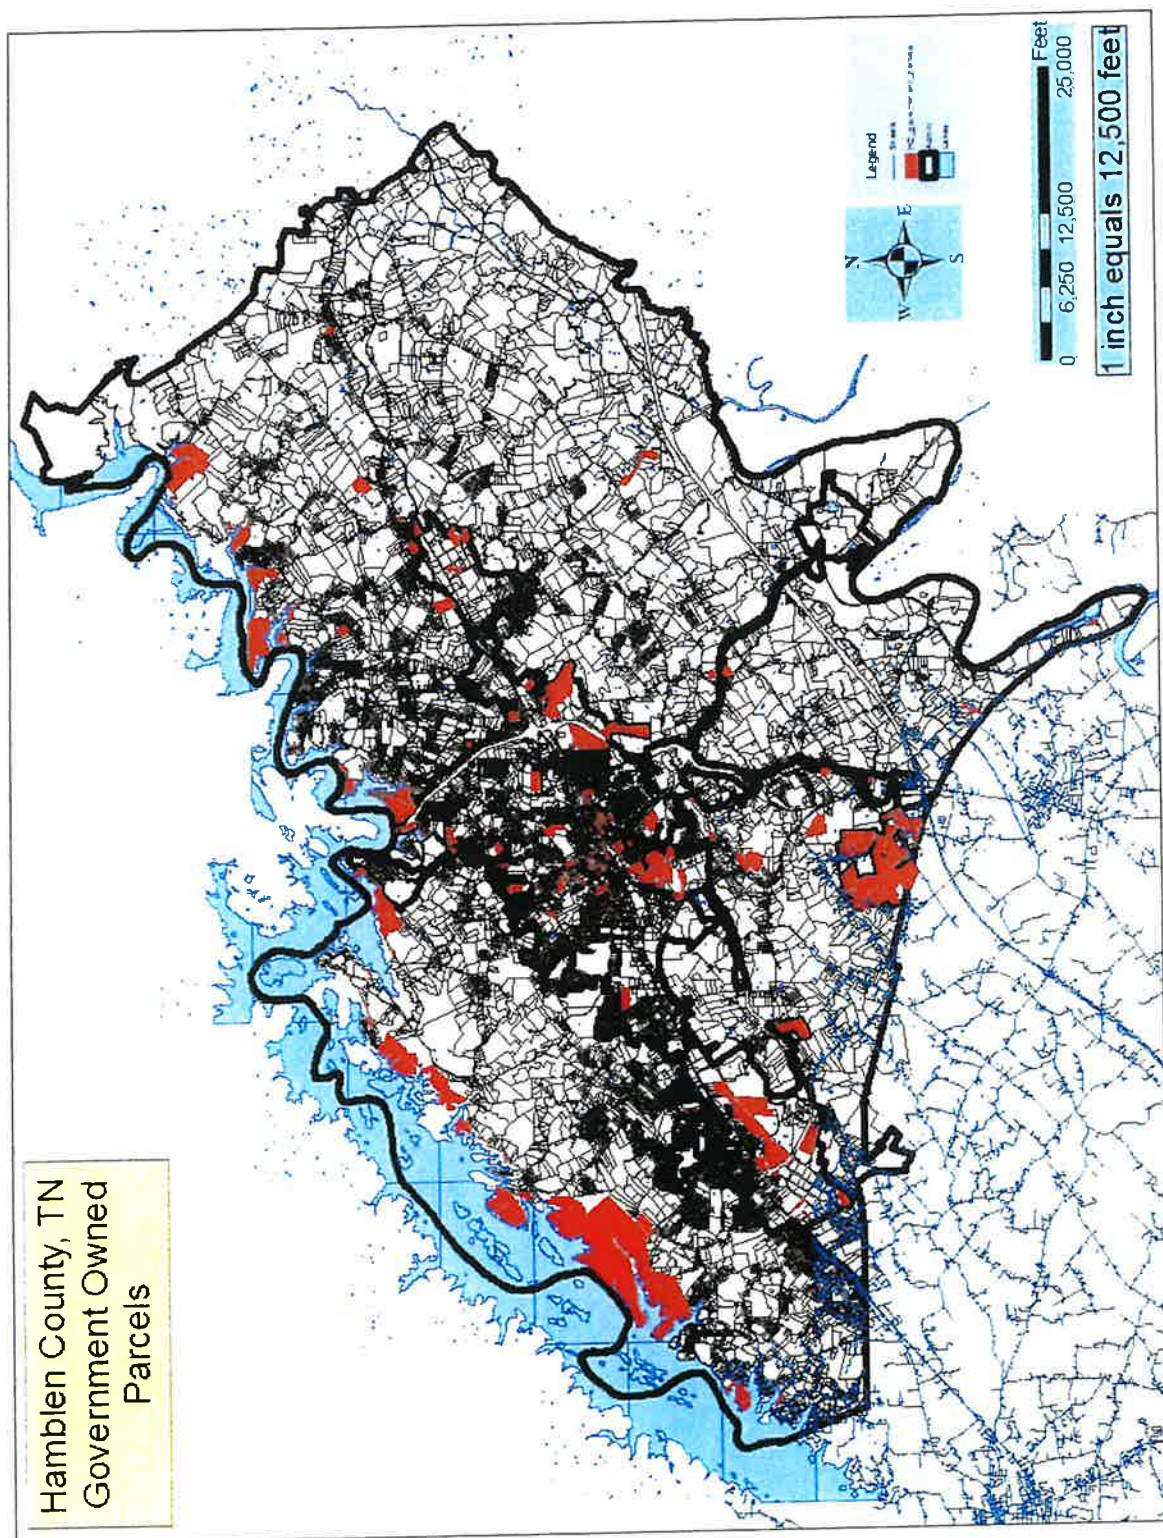 Hamblen County, TN
Government Owned
Parcels
Legend
N
W
E
S
Feet
0 6,250 12,500 25,000
1 inch equals 12,500 feet